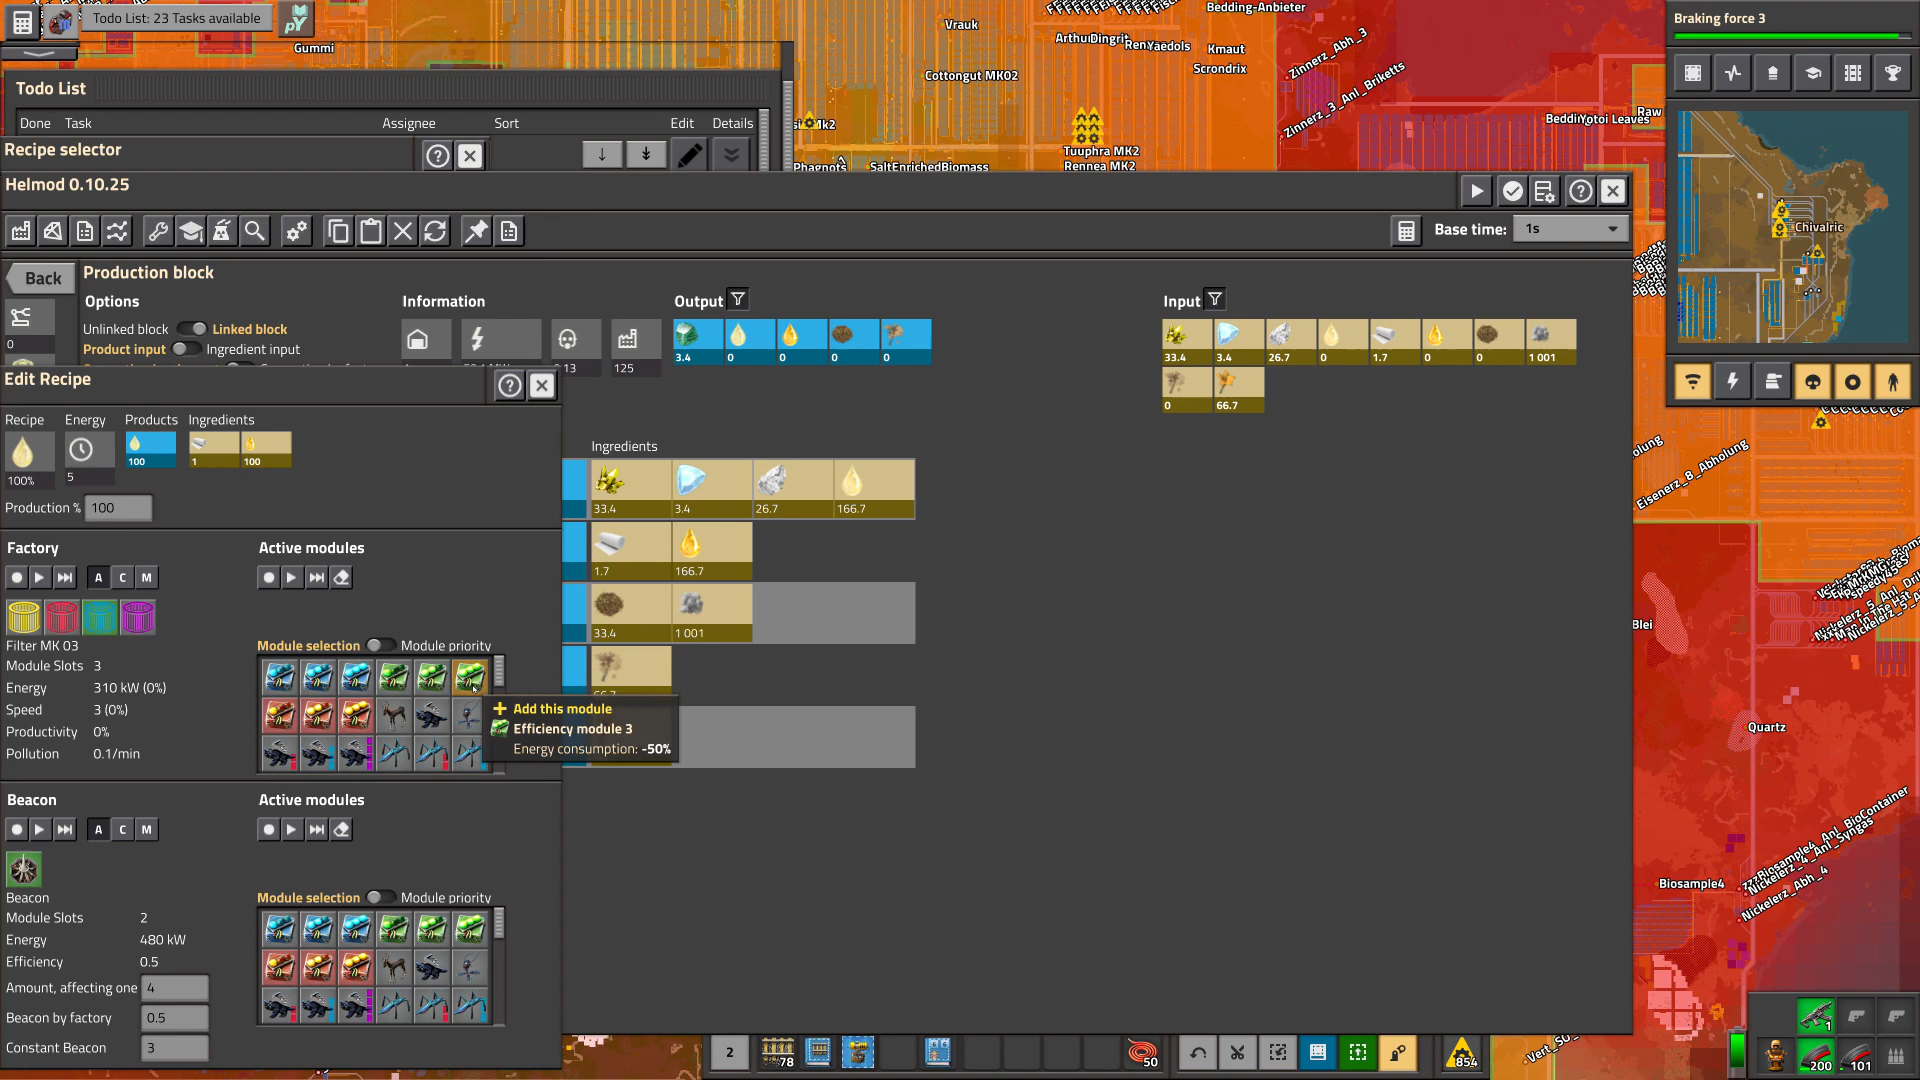 Todo List: 23 Tasks available
pY
Gummi
Vrauk
Bedding-Anbieter
Braking force 3
Kmaut
Scrondrix
Cottongut MK02
Zinnerz_Abh_3
Zinnerz_3_Anl_Briketts
Todo List
Done Task Assignee Sort Edit Details
Tuuphra MK2
Rennea MK2
Phagnots
SaltEnrichedBiomass
Yotoi Leaves
Raw
Recipe selector
Helmod 0.10.25
Chivalric
Base time: 1s
Back
Production block
Options
Information
Output
Input
Unlinked block Linked block
Product input Ingredient input
0
13
125
3.4 0 0 0 0
33.4 3.4 26.7 0 1.7 0 0 1 001
0 66.7
Edit Recipe
Recipe Energy Products Ingredients
100 1 100
100% 5
Production % 100
Ingredients
33.4 3.4 26.7 166.7
1.7 166.7
33.4 1 001
Eisenerz_8_Abholung
Factory
Active modules
A C M
Filter MK 03
Module Slots 3
Energy 310 kW (0%)
Speed 3 (0%)
Productivity 0%
Pollution 0.1/min
Module selection Module priority
Add this module
Efficiency module 3
Energy consumption: -50%
Blei
Quartz
Biosample4
zzzBiosample4_Anl_BioContainer
Nickelerz_4_Anl_Syngas
Nickelerz_Abh_4
Beacon
Active modules
A C M
Beacon
Module Slots 2
Energy 480 kW
Efficiency 0.5
Amount, affecting one 4
Beacon by factory 0.5
Constant Beacon 3
Module selection Module priority
2
78
50
854
1
200
101